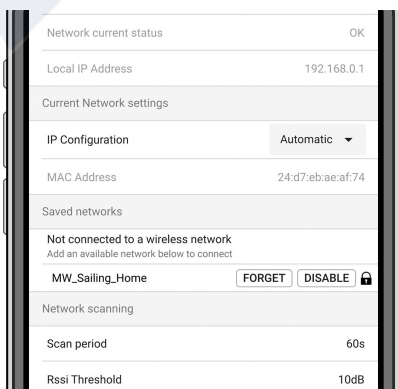 Network current status OK
Local IP Address 192.168.0.1
Current Network settings
IP Configuration Automatic
MAC Address 24:d7:eb:ae:af:74
Saved networks
Not connected to a wireless network
Add an available network below to connect
MW_Sailing_Home FORGET DISABLE
Network scanning
Scan period 60s
Rssi Threshold 10dB